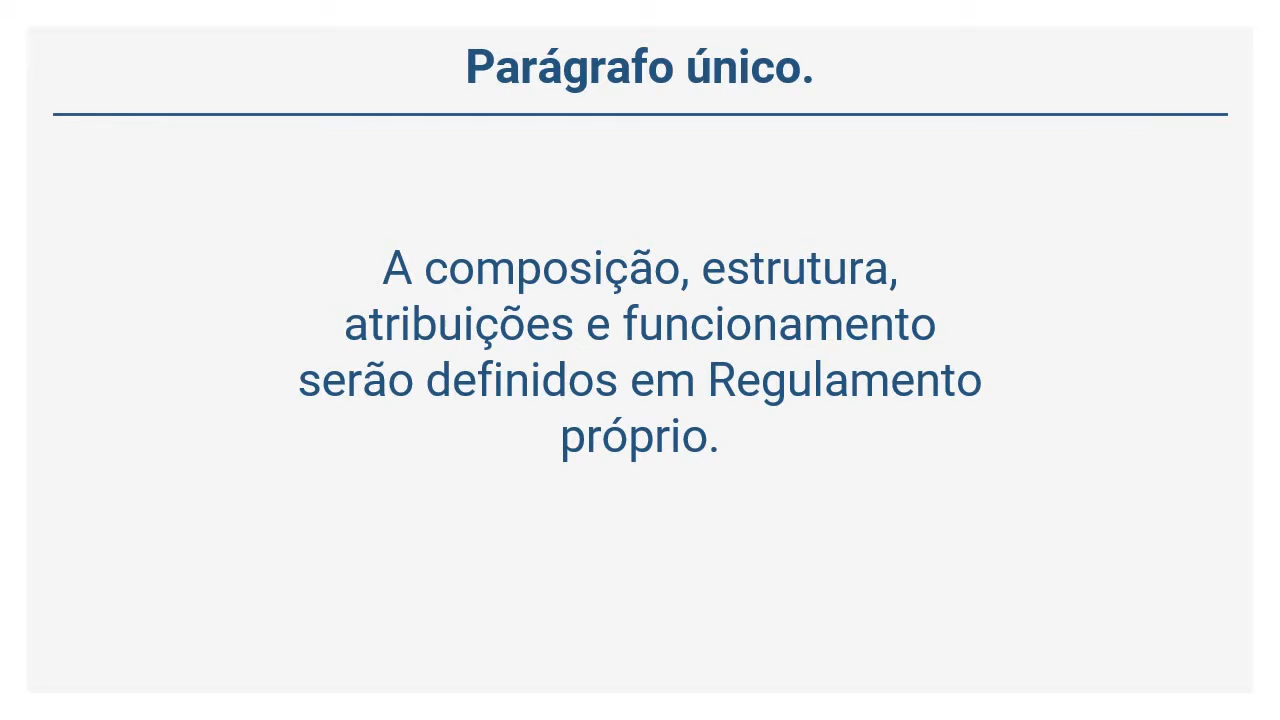 Parágrafo único.
A composição, estrutura,
atribuições e funcionamento
serão definidos em Regulamento
próprio.